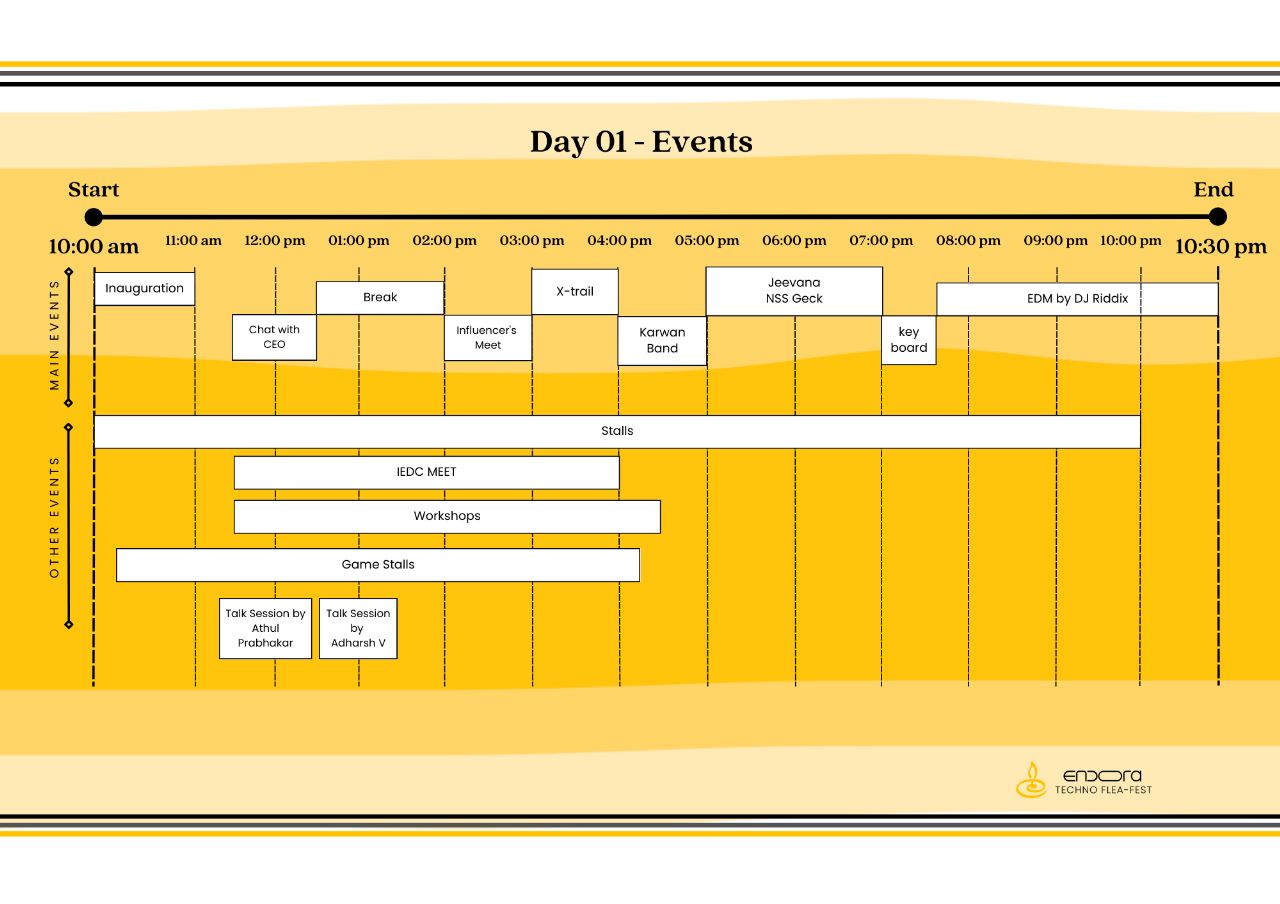 Day 01 - Events
Start
End
10:00 am
11:00 am
12:00 pm
01:00 pm
02:00 pm
03:00 pm
04:00 pm
05:00 pm
06:00 pm
07:00 pm
08:00 pm
09:00 pm
10:00 pm
10:30 pm
MAIN EVENTS
Inauguration
Chat with
CEO
Break
Influencer's
Meet
X-trail
Karwan
Band
Jeevana
NSS Geck
key
board
EDM by DJ Riddix
OTHER EVENTS
Stalls
IEDC MEET
Workshops
Game Stalls
Talk Session by
Athul
Prabhakar
Talk Session
by
Adharsh V
TECHNO FLEA-FEST